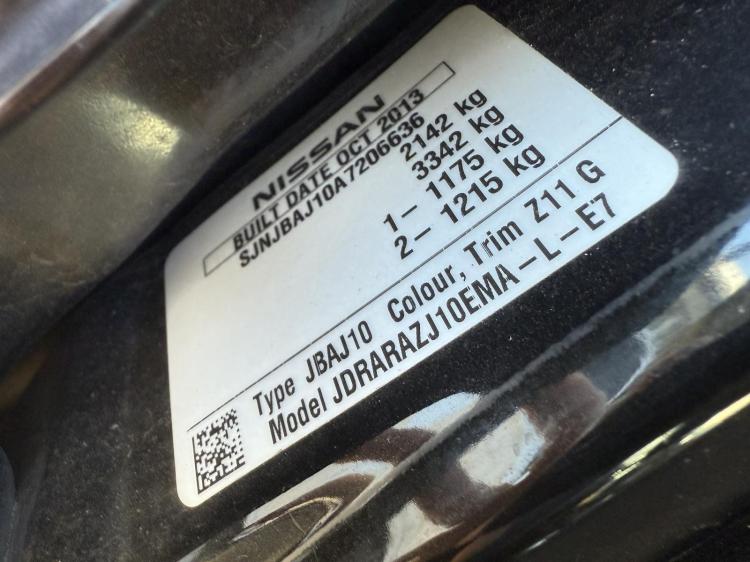 NISSAN
BUILT DATE OCT 2013
SJNJBAJ10A7206636
2142 kg
3342 kg
1- 1175 kg
2- 1215 kg
Type JBAJ10 Colour, Trim Z11 G
Model JDRARAZJ10EMA-L-E7